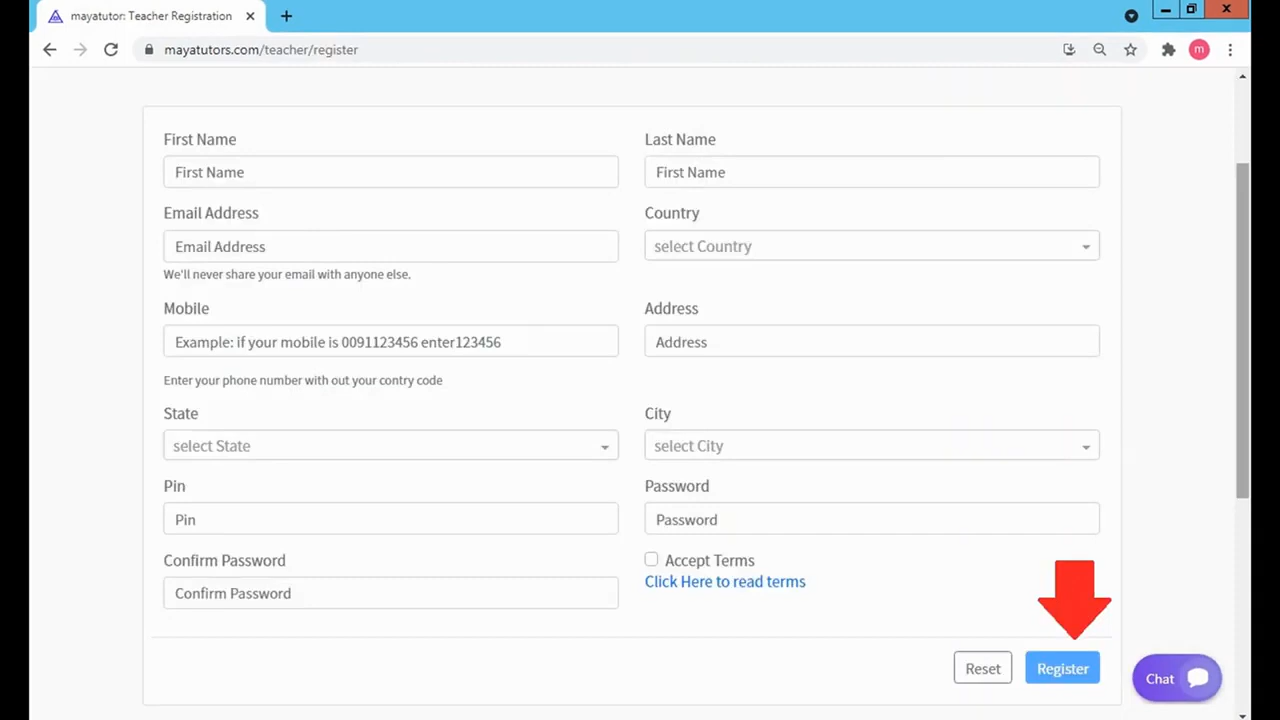 mayatutor: Teacher Registration
mayatutors.com/teacher/register
m
First Name
Last Name
First Name
First Name
Email Address
Country
Email Address
select Country
We'll never share your email with anyone else.
Mobile
Address
Example: if your mobile is 0091123456 enter123456
Address
Enter your phone number with out your contry code
State
City
select State
select City
Pin
Password
Pin
Password
Confirm Password
Accept Terms
Click Here to read terms
Confirm Password
Reset
Register
Chat